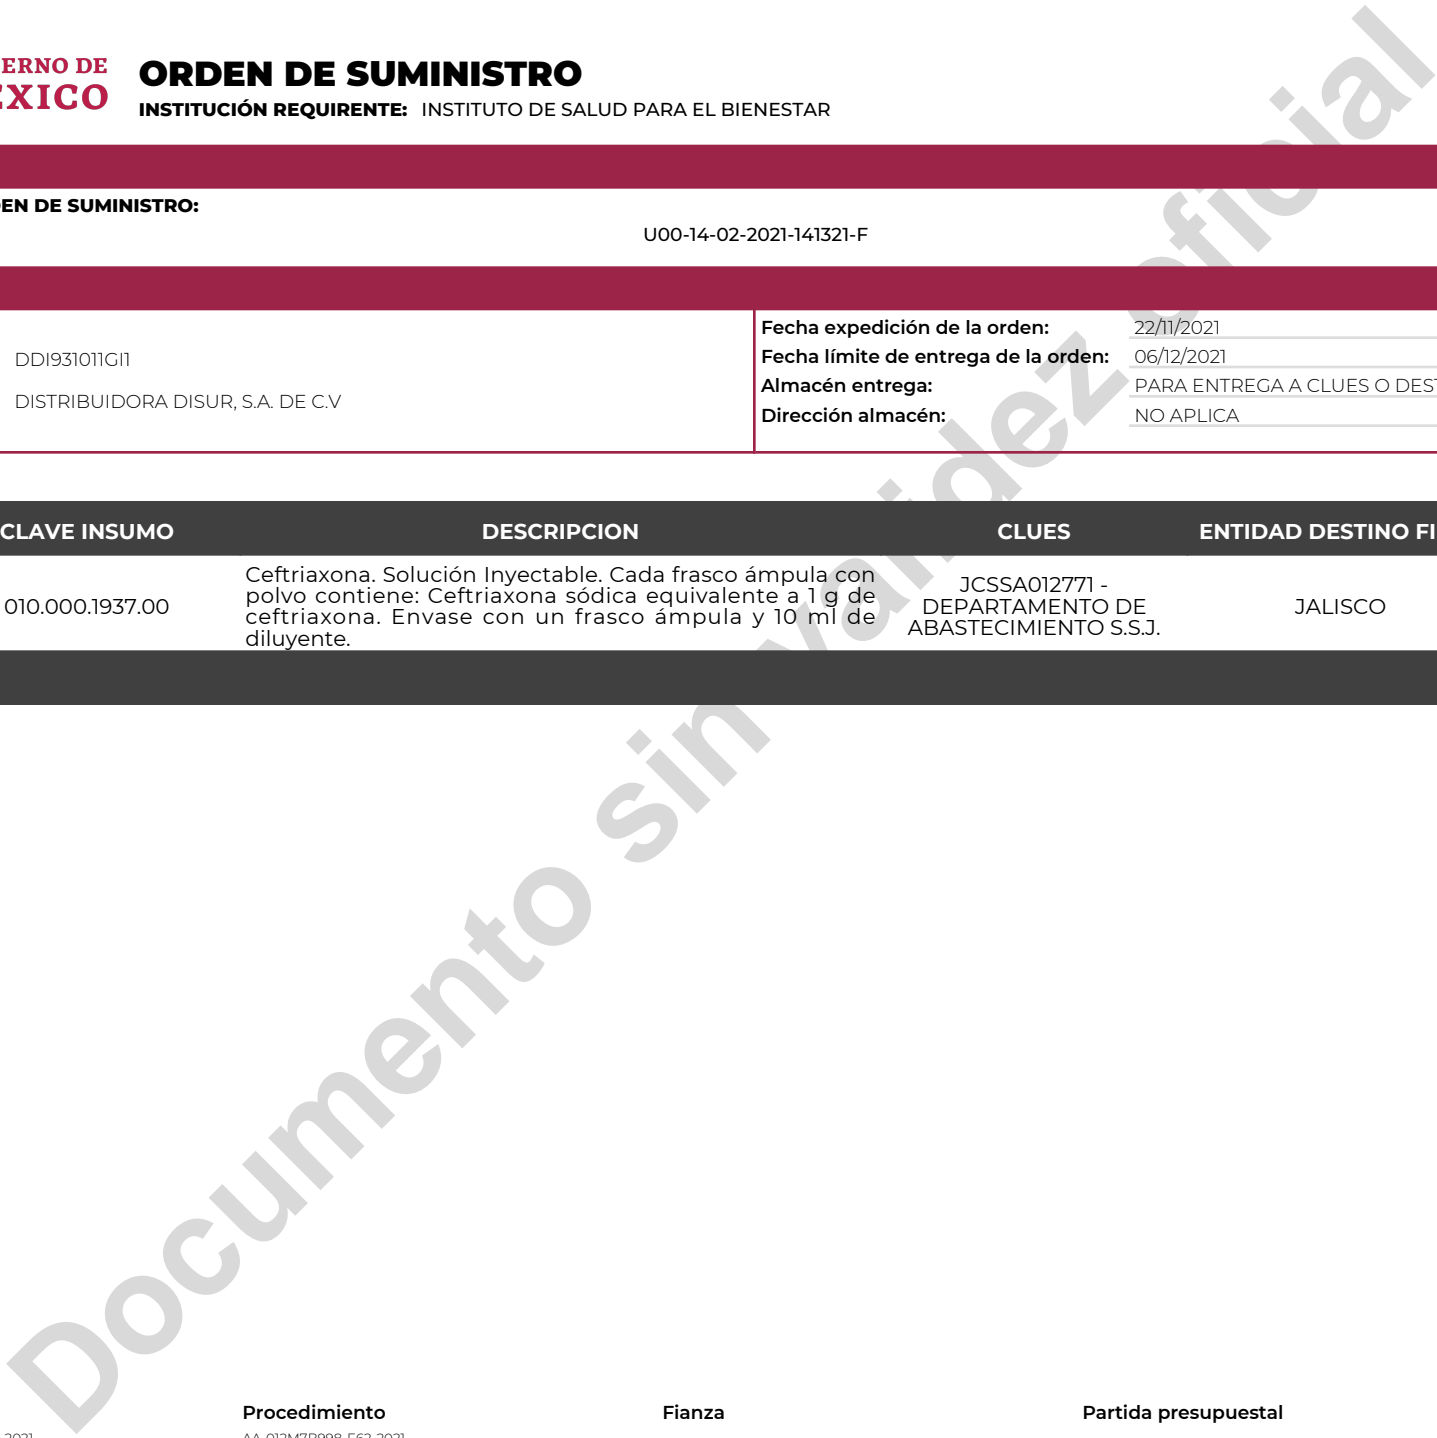 ERNO DE
EXICO
ORDEN DE SUMINISTRO
INSTITUCIÓN REQUIRENTE: INSTITUTO DE SALUD PARA EL BIENESTAR
EN DE SUMINISTRO:
U00-14-02-2021-141321-F
DDI931011GI1
DISTRIBUIDORA DISUR, S.A. DE C.V
Fecha expedición de la orden: 22/11/2021
Fecha límite de entrega de la orden: 06/12/2021
Almacén entrega: PARA ENTREGA A CLUES O DEST
Dirección almacén: NO APLICA
CLAVE INSUMO DESCRIPCION CLUES ENTIDAD DESTINO FI
010.000.1937.00
Ceftriaxona. Solución Inyectable. Cada frasco ámpula con
polvo contiene: Ceftriaxona sódica equivalente a 1 g de
ceftriaxona. Envase con un frasco ámpula y 10 ml de
diluyente.
JCSSA012771 -
DEPARTAMENTO DE
ABASTECIMIENTO S.S.J.
JALISCO
Documento sin validez oficial
Procedimiento Fianza Partida presupuestal